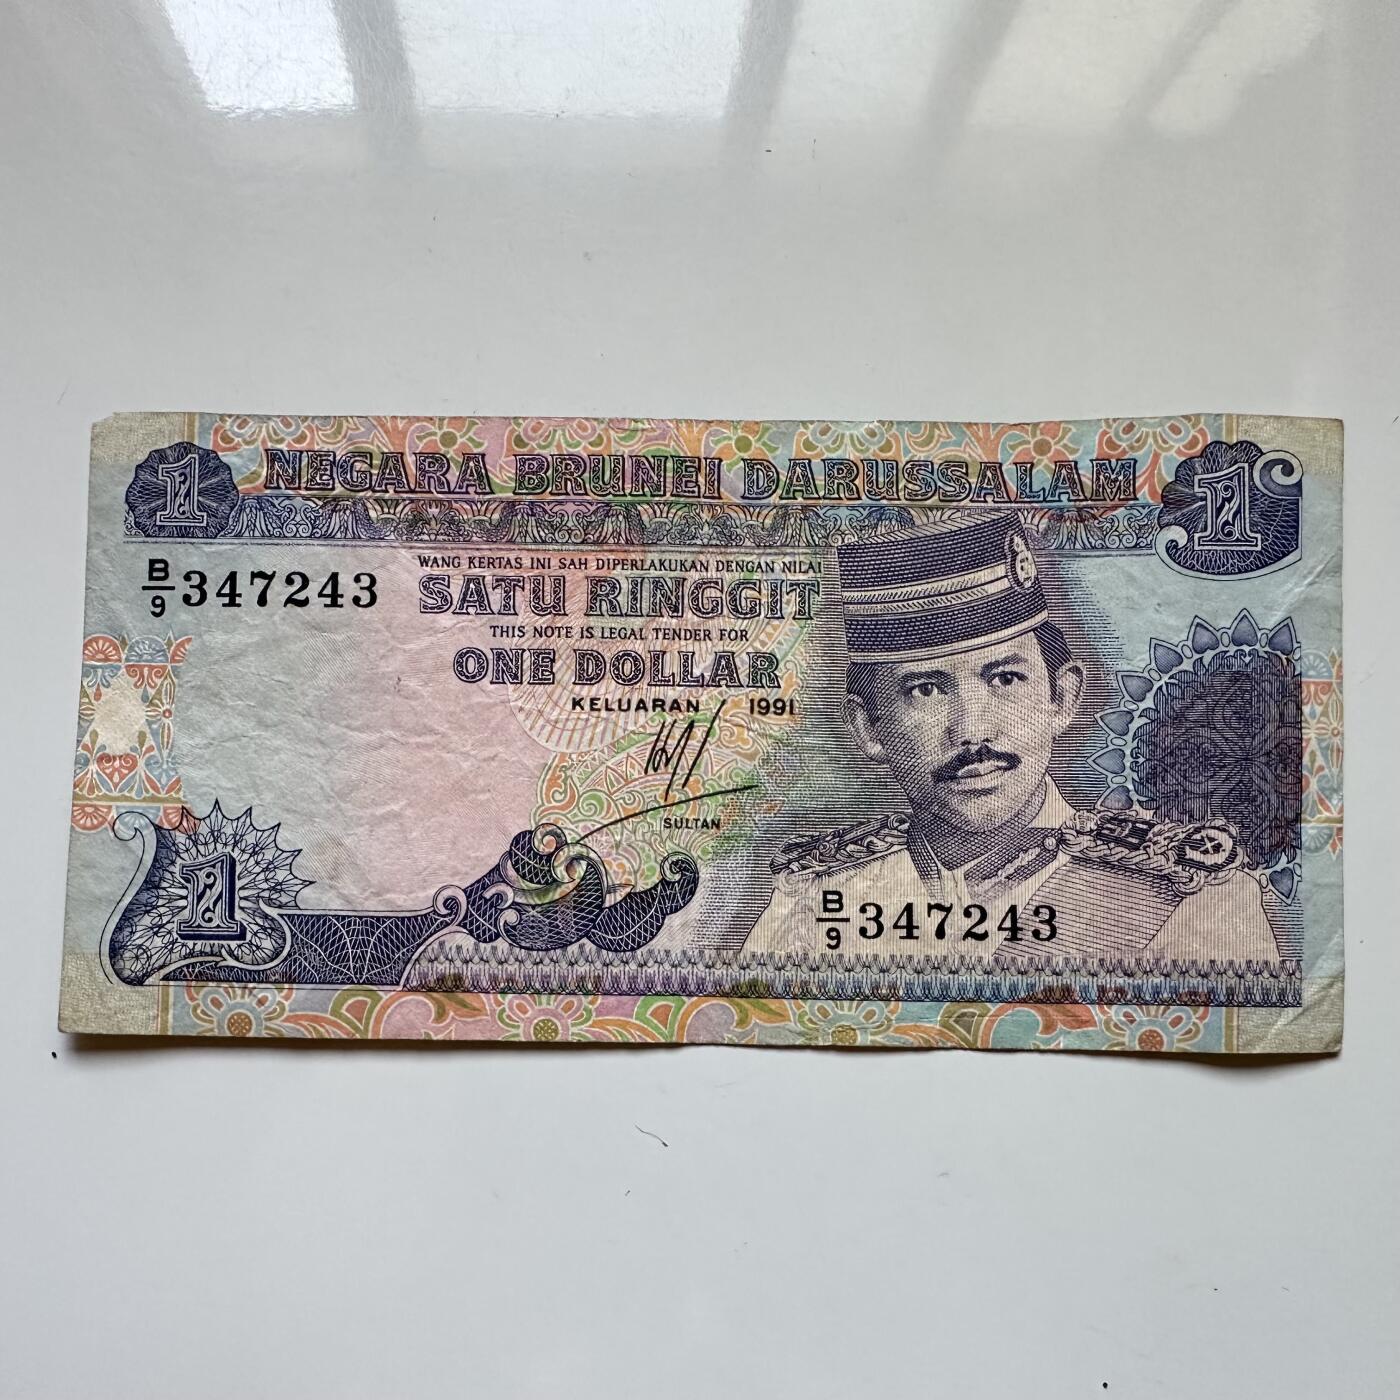 1 NEGARA BRUNEI DARUSSALAM 1
B/9 347243
WANG KERTAS INI SAH DIPERLAKUKAN DENGAN NILAI
SATU RINGGIT
THIS NOTE IS LEGAL TENDER FOR
ONE DOLLAR
KELUARAN 1991
SULTAN
1
B/9 347243